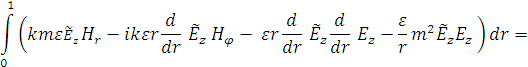 ∫₀¹ (kmεẼ_z H_r − ikεr d/dr Ẽ_z H_φ − εr d/dr Ẽ_z d/dr E_z − ε/r m² Ẽ_z E_z) dr =